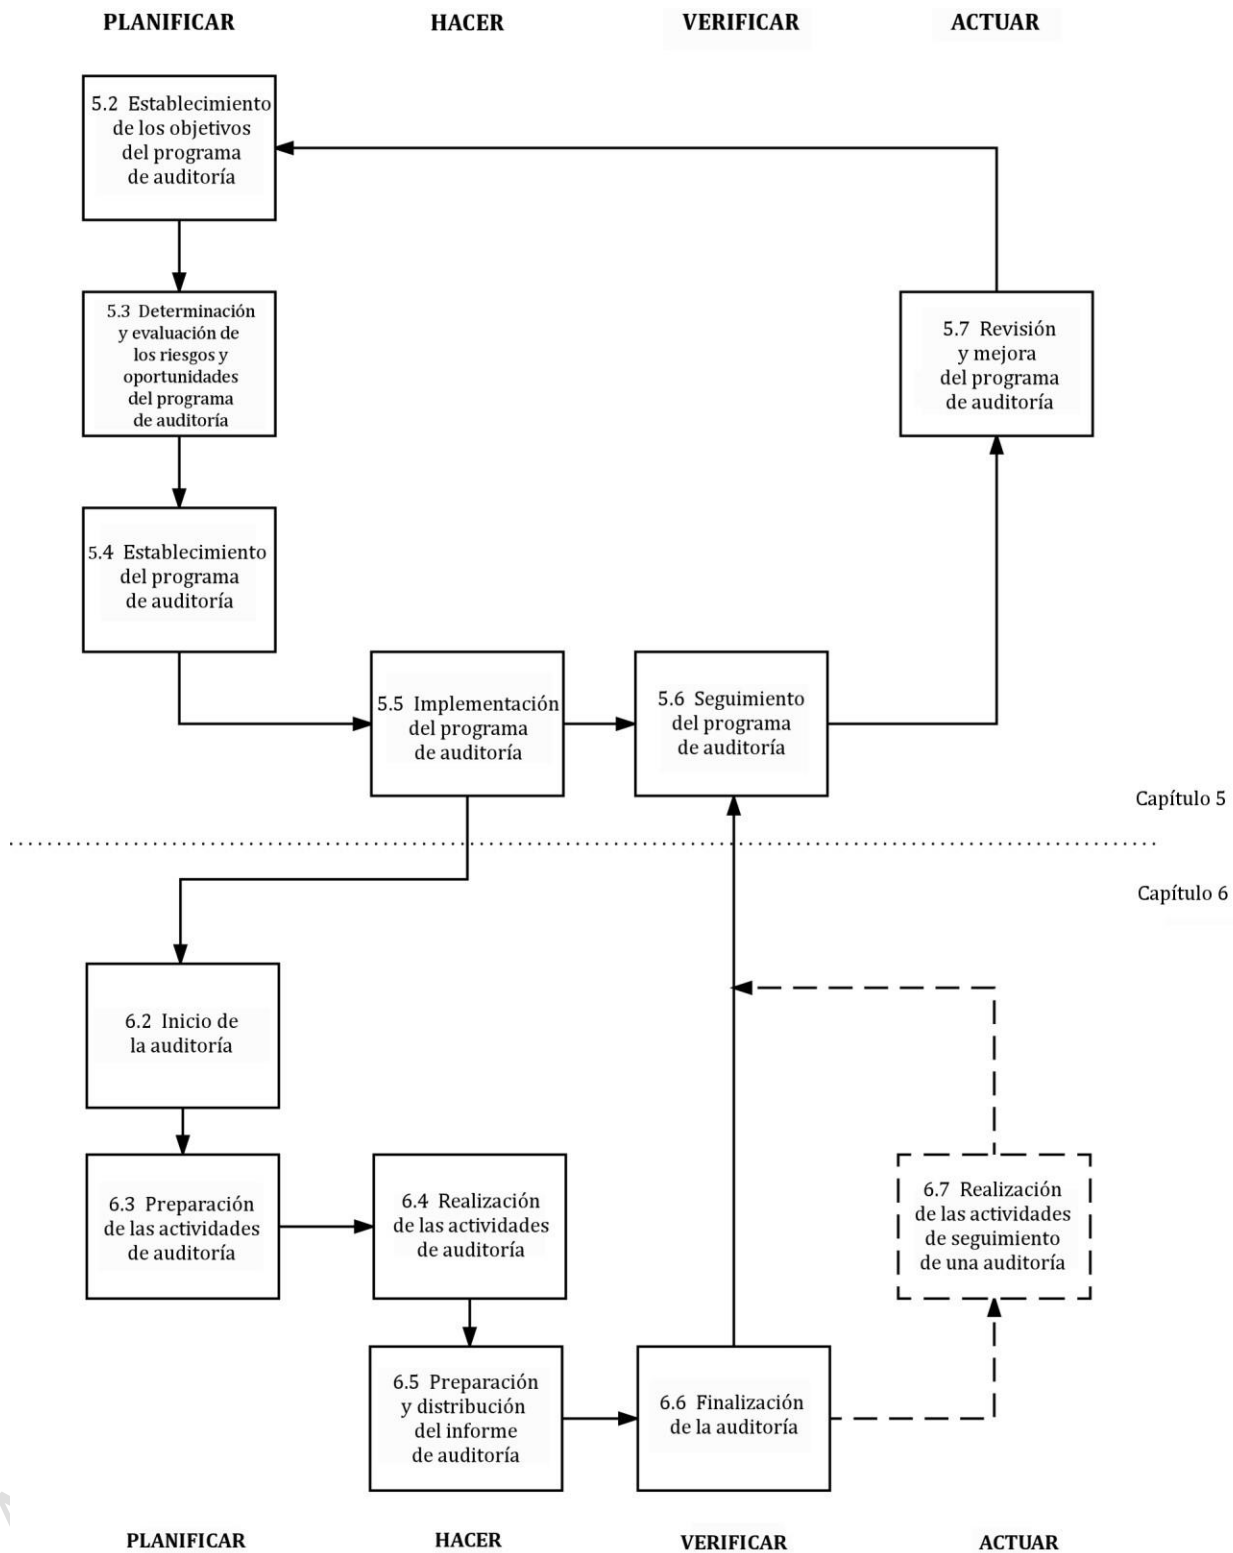 PLANIFICAR
HACER
VERIFICAR
ACTUAR
5.2 Establecimiento
de los objetivos
del programa
de auditoría
5.3 Determinación
y evaluación de
los riesgos y
oportunidades
del programa
de auditoría
5.7 Revisión
y mejora
del programa
de auditoría
5.4 Establecimiento
del programa
de auditoría
5.5 Implementación
del programa
de auditoría
5.6 Seguimiento
del programa
de auditoría
Capítulo 5
Capítulo 6
6.2 Inicio de
la auditoría
6.3 Preparación
de las actividades
de auditoría
6.4 Realización
de las actividades
de auditoría
6.7 Realización
de las actividades
de seguimiento
de una auditoría
6.5 Preparación
y distribución
del informe
de auditoría
6.6 Finalización
de la auditoría
PLANIFICAR
HACER
VERIFICAR
ACTUAR